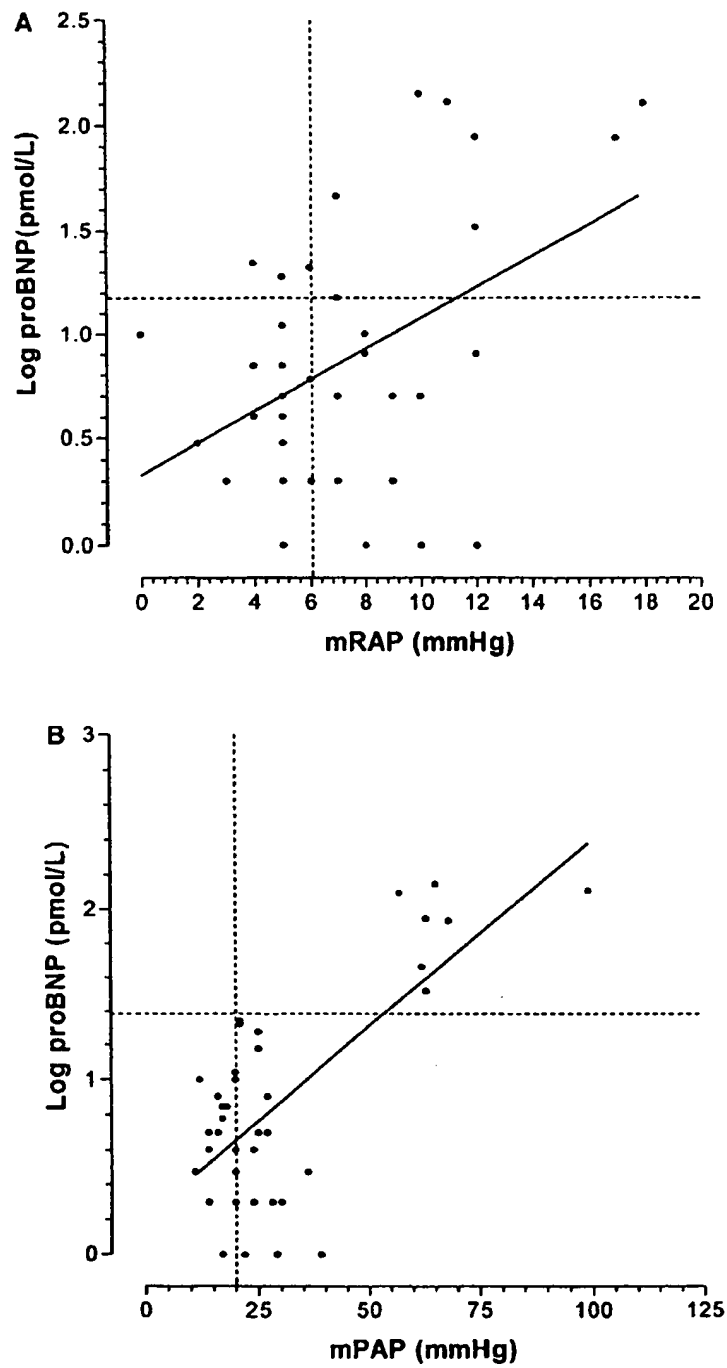 A
2.5
2.0
1.5
1.0
0.5
0.0
Log proBNP(pmol/L)
0 2 4 6 8 10 12 14 16 18 20
mRAP (mmHg)
B
3
2
1
0
Log proBNP (pmol/L)
0 25 50 75 100 125
mPAP (mmHg)